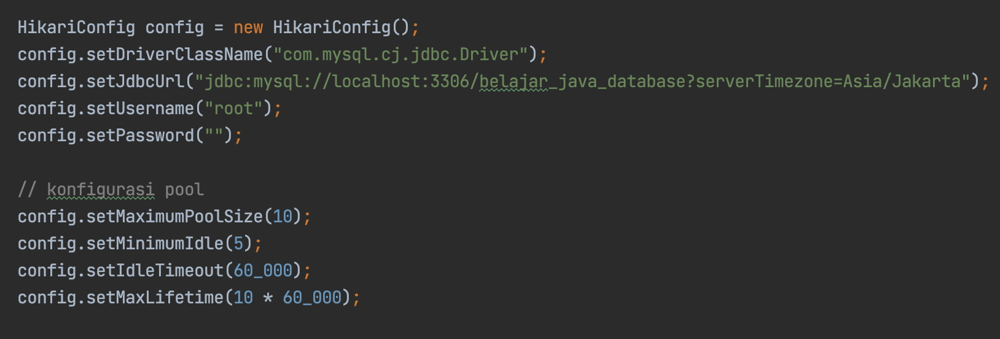 HikariConfig config = new HikariConfig();
config.setDriverClassName("com.mysql.cj.jdbc.Driver");
config.setJdbcUrl("jdbc:mysql://localhost:3306/belajar_java_database?serverTimezone=Asia/Jakarta");
config.setUsername("root");
config.setPassword("");
// konfigurasi pool
config.setMaximumPoolSize(10);
config.setMinimumIdle(5);
config.setIdleTimeout(60_000);
config.setMaxLifetime(10 * 60_000);